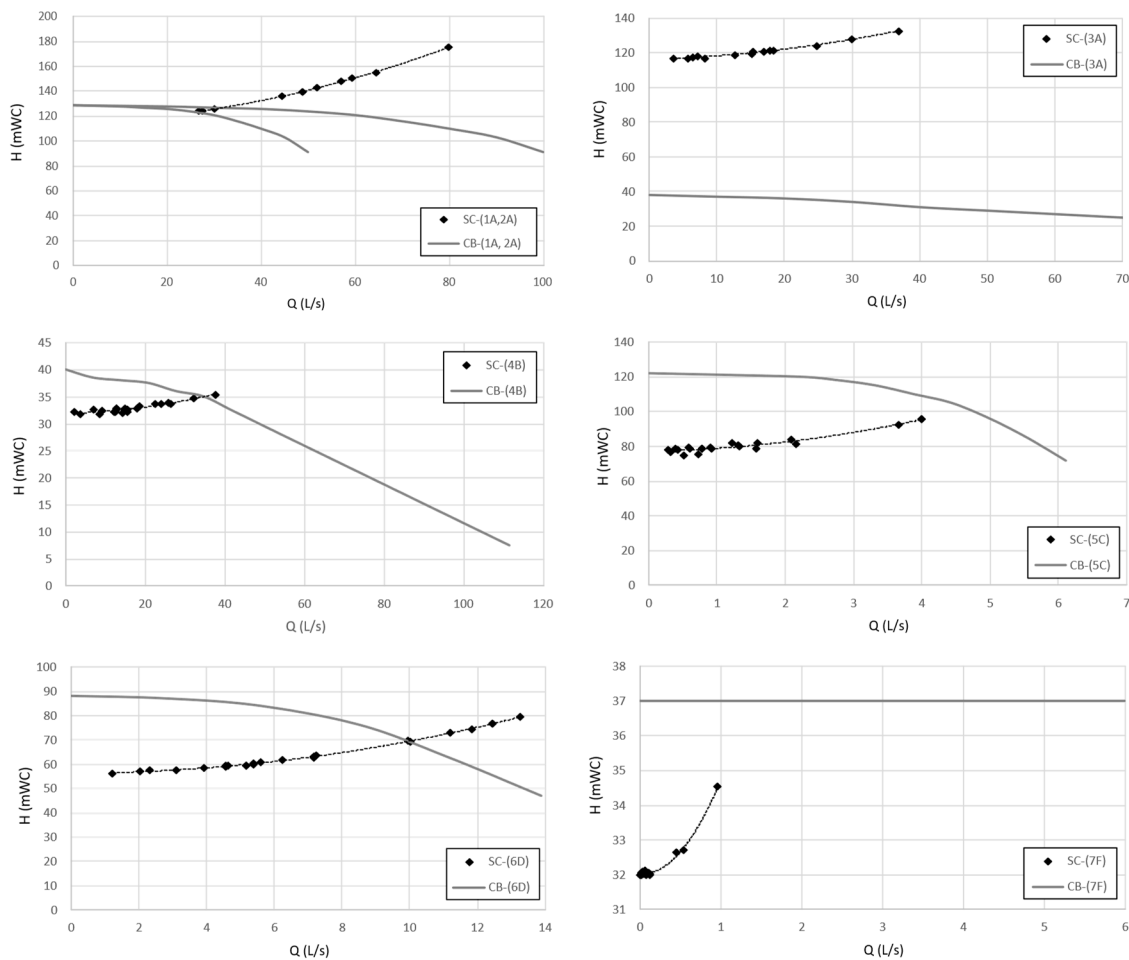 H (mWC)
200
180
160
140
120
100
80
60
40
20
0
SC-(1A,2A)
CB-(1A, 2A)
0 20 40 60 80 100
Q (L/s)
H (mWC)
140
120
100
80
60
40
20
0
SC-(3A)
CB-(3A)
0 10 20 30 40 50 60 70
Q (L/s)
H (mWC)
45
40
35
30
25
20
15
10
5
0
SC-(4B)
CB-(4B)
0 20 40 60 80 100 120
Q (L/s)
H (mWC)
140
120
100
80
60
40
20
0
SC-(5C)
CB-(5C)
0 1 2 3 4 5 6 7
Q (L/s)
H (mWC)
100
90
80
70
60
50
40
30
20
10
0
SC-(6D)
CB-(6D)
0 2 4 6 8 10 12 14
Q (L/s)
H (mWC)
38
37
36
35
34
33
32
31
SC-(7F)
CB-(7F)
0 1 2 3 4 5 6
Q (L/s)